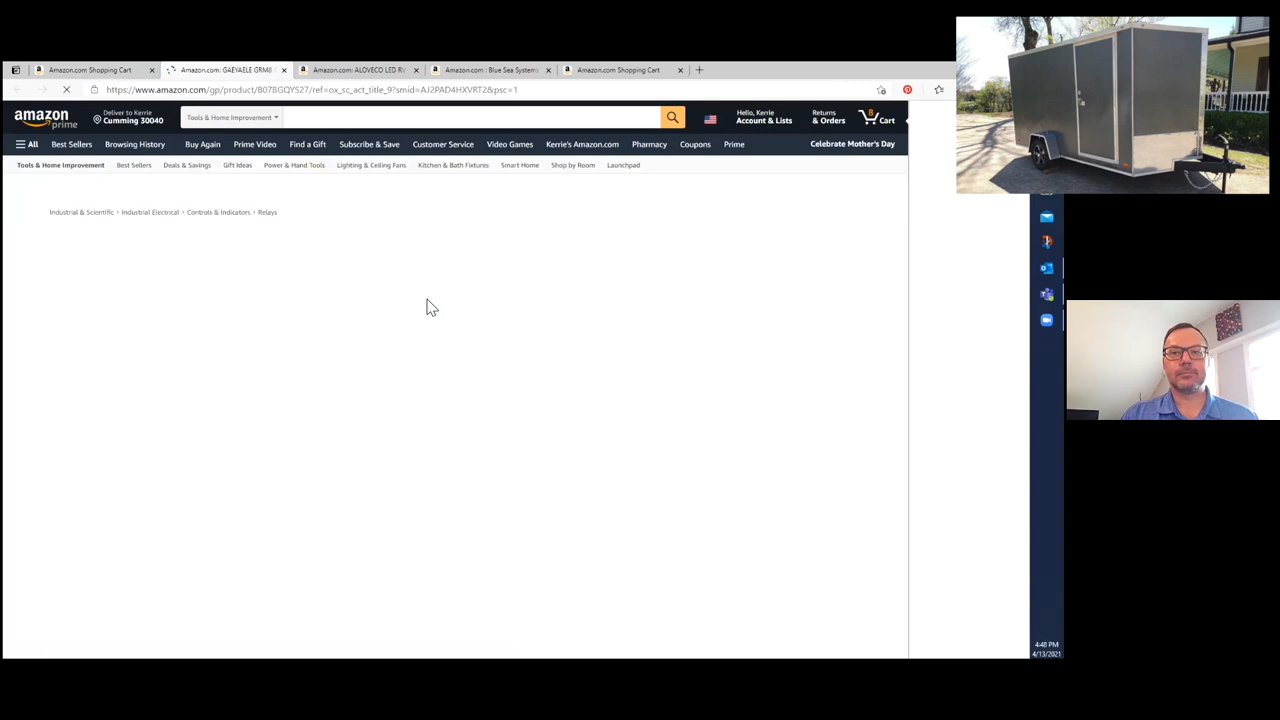 Amazon.com Shopping Cart
Amazon.com: GAEYAELE GRM8
Amazon.com: ALOVECO LED RV
Amazon.com : Blue Sea Systems
Amazon.com Shopping Cart
https://www.amazon.com/gp/product/B07BGQYS27/ref=ox_sc_act_title_9?smid=AJ2PAD4HXVRT2&psc=1
amazon prime
Deliver to Kerrie
Cumming 30040
Tools & Home Improvement
Hello, Kerrie
Account & Lists
Returns
& Orders
8
Cart
All Best Sellers Browsing History Buy Again Prime Video Find a Gift Subscribe & Save Customer Service Video Games Kerrie's Amazon.com Pharmacy Coupons Prime Celebrate Mother's Day
Tools & Home Improvement Best Sellers Deals & Savings Gift Ideas Power & Hand Tools Lighting & Ceiling Fans Kitchen & Bath Fixtures Smart Home Shop by Room Launchpad
Industrial & Scientific › Industrial Electrical › Controls & Indicators › Relays
4:48 PM
4/13/2021